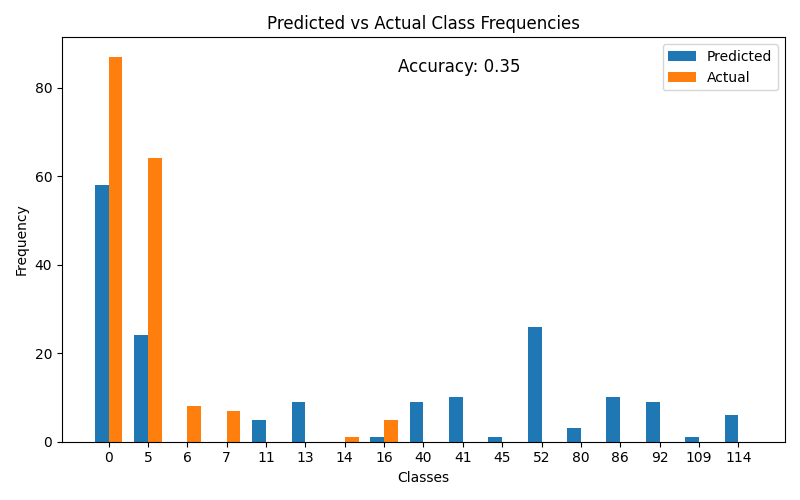 Predicted vs Actual Class Frequencies
Accuracy: 0.35
Predicted
Actual
Frequency
80
60
40
20
0
0 5 6 7 11 13 14 16 40 41 45 52 80 86 92 109 114
Classes